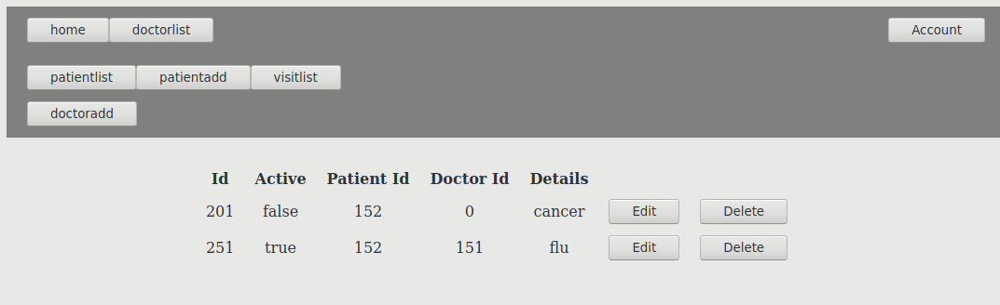 home doctorlist Account
patientlist patientadd visitlist
doctoradd
Id Active Patient Id Doctor Id Details
201 false 152 0 cancer Edit Delete
251 true 152 151 flu Edit Delete